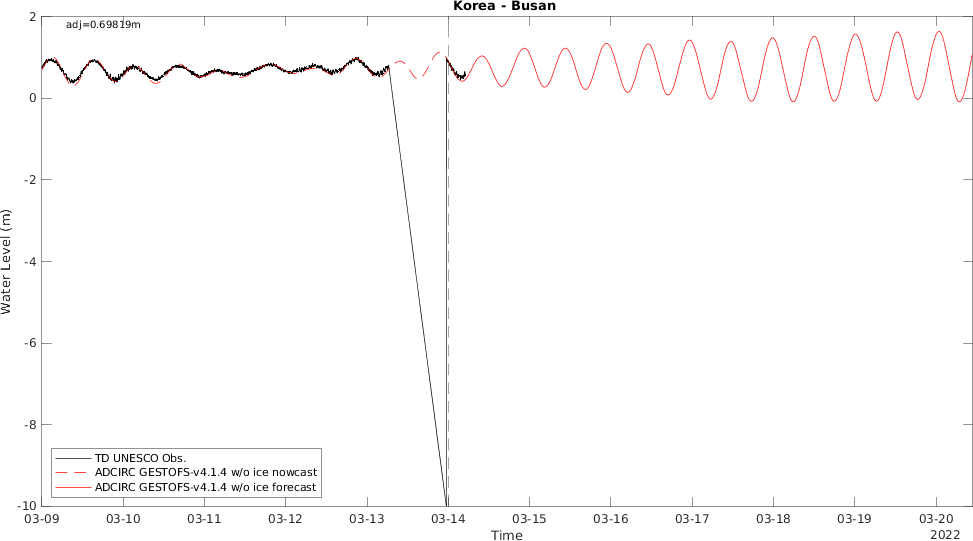 Korea - Busan
adj=0.69819m
2
0
-2
-4
-6
-8
-10
Water Level (m)
TD UNESCO Obs.
ADCIRC GESTOFS-v4.1.4 w/o ice nowcast
ADCIRC GESTOFS-v4.1.4 w/o ice forecast
03-09 03-10 03-11 03-12 03-13 03-14 03-15 03-16 03-17 03-18 03-19 03-20
Time
2022